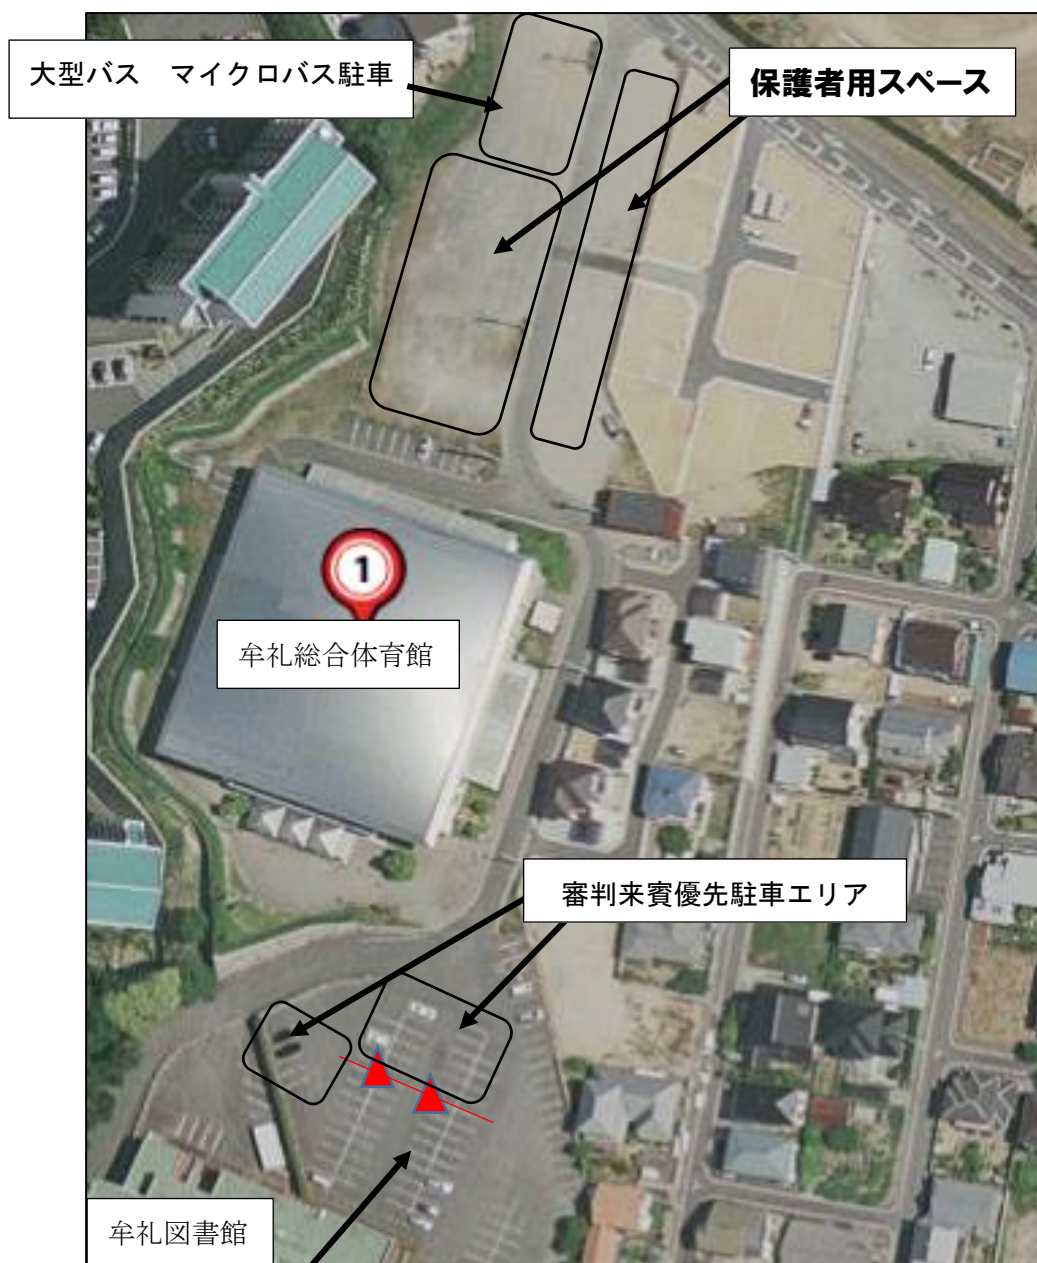 大型バス　マイクロバス駐車
保護者用スペース
1
牟礼総合体育館
審判来賓優先駐車エリア
牟礼図書館